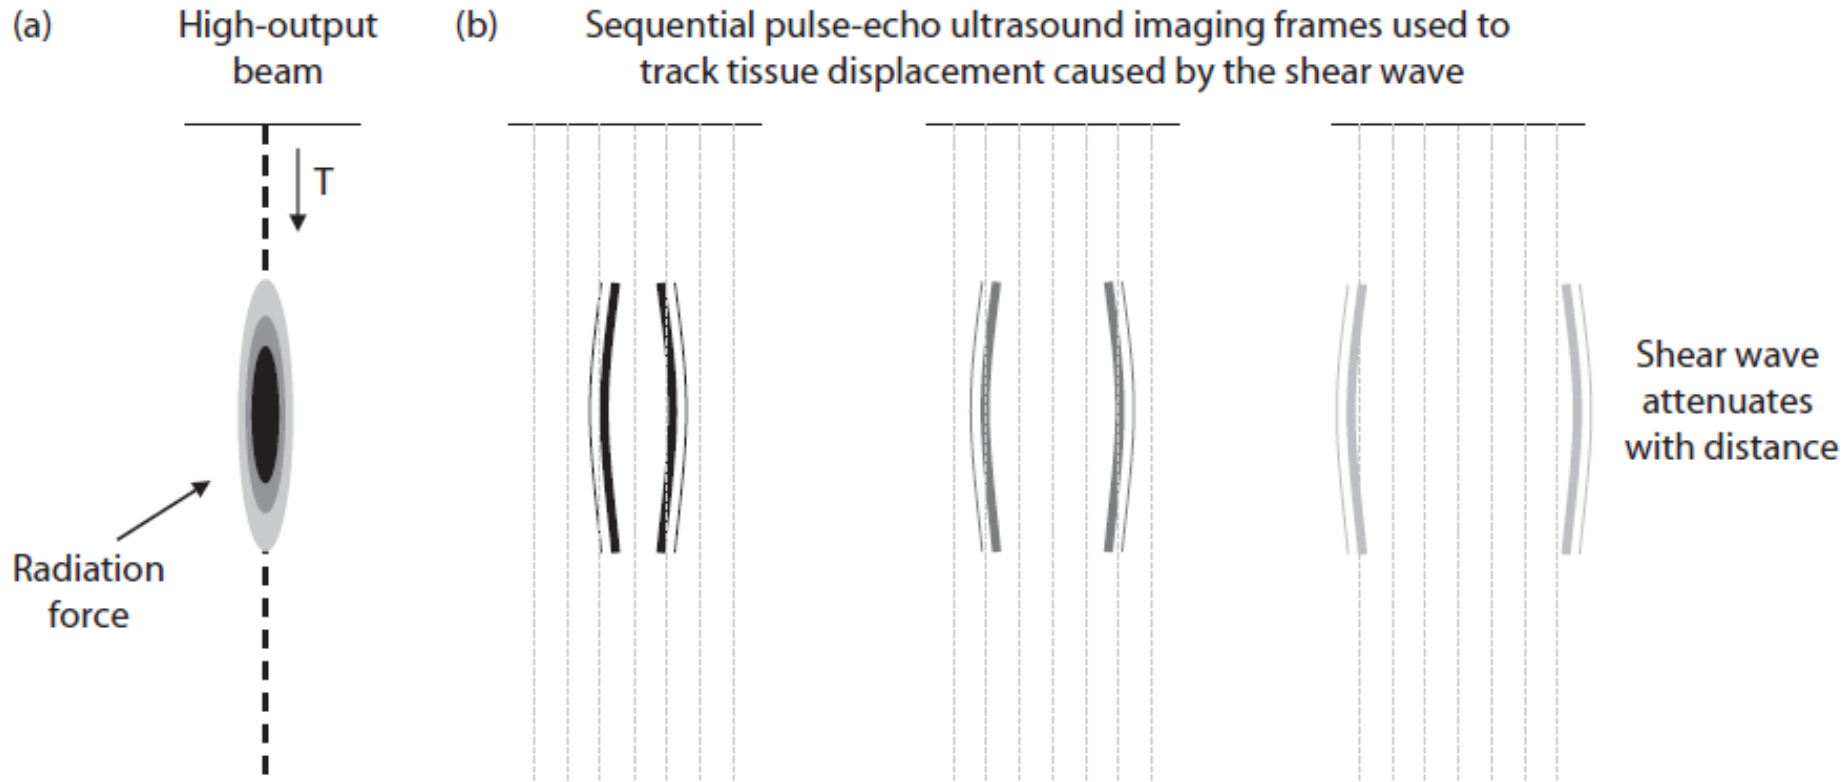 (a)
High-output
beam
T
Radiation
force
(b)
Sequential pulse-echo ultrasound imaging frames used to
track tissue displacement caused by the shear wave
Shear wave
attenuates
with distance